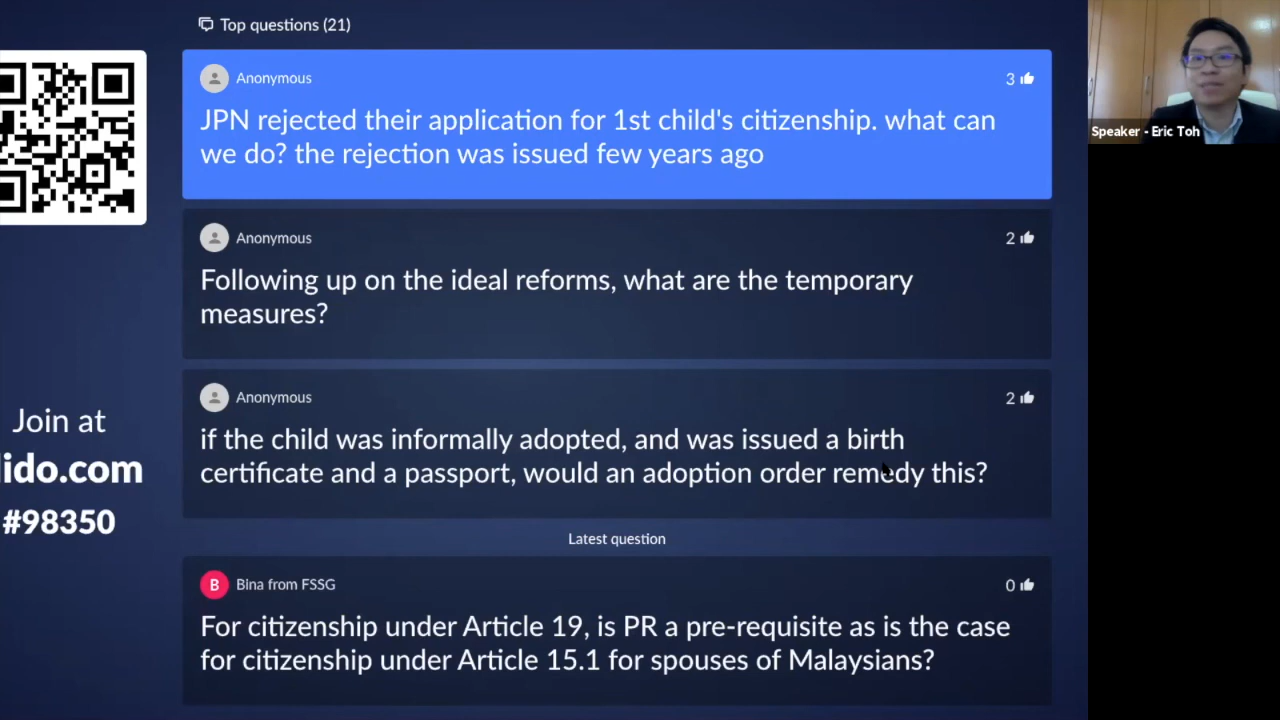 Top questions (21)
Anonymous
3
JPN rejected their application for 1st child's citizenship. what can
we do? the rejection was issued few years ago
Anonymous
2
Following up on the ideal reforms, what are the temporary
measures?
Anonymous
2
if the child was informally adopted, and was issued a birth
certificate and a passport, would an adoption order remedy this?
Latest question
B
Bina from FSSG
0
For citizenship under Article 19, is PR a pre-requisite as is the case
for citizenship under Article 15.1 for spouses of Malaysians?
Join at
lido.com
#98350
Speaker - Eric Toh